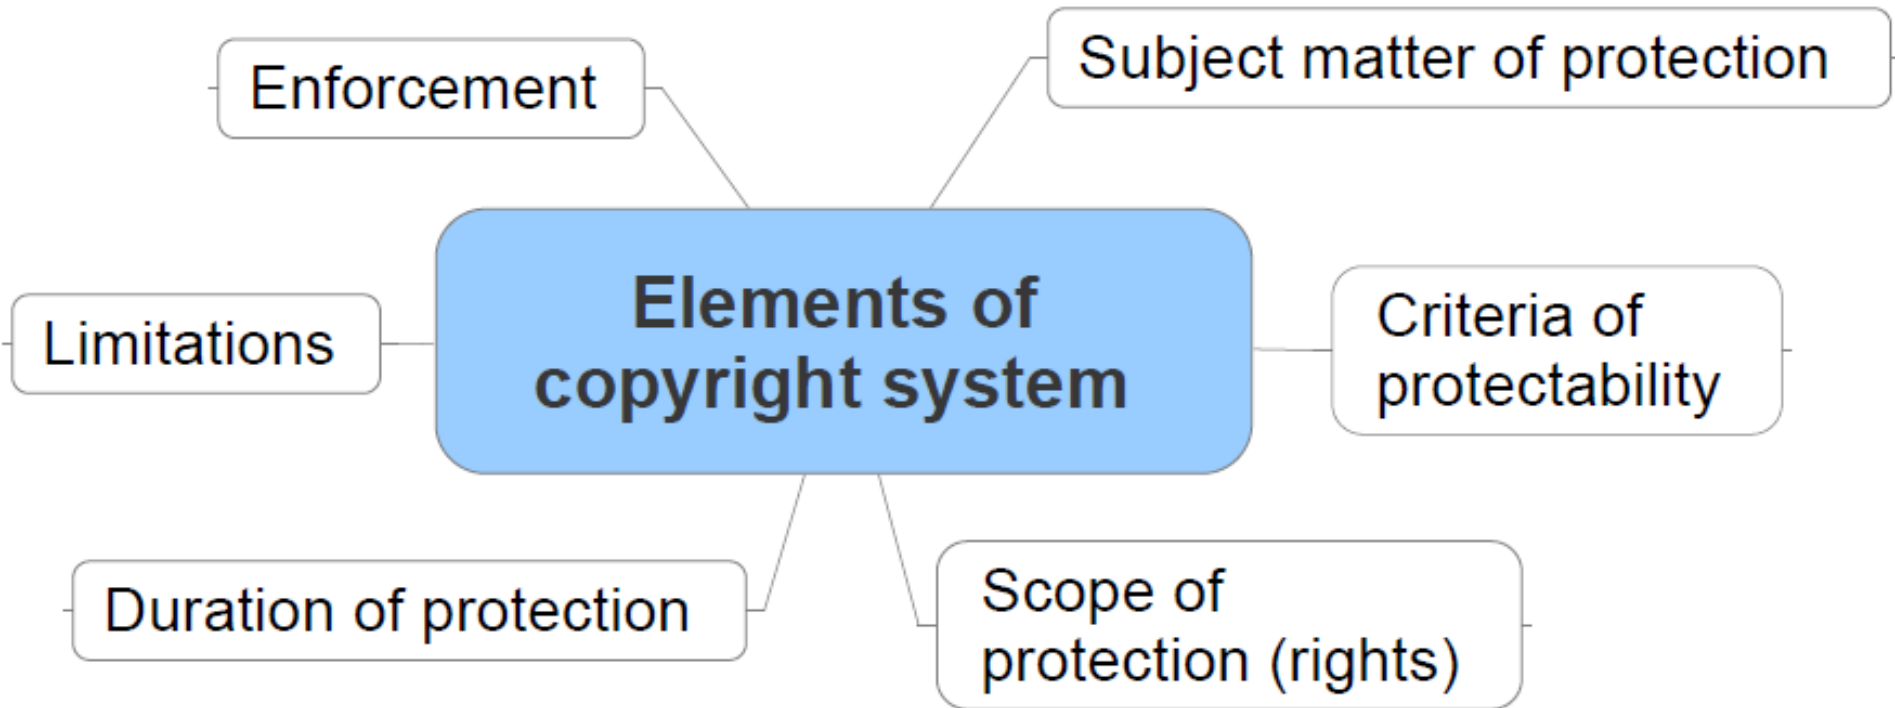 Enforcement
Subject matter of protection
Elements of
copyright system
Limitations
Criteria of
protectability
Duration of protection
Scope of
protection (rights)